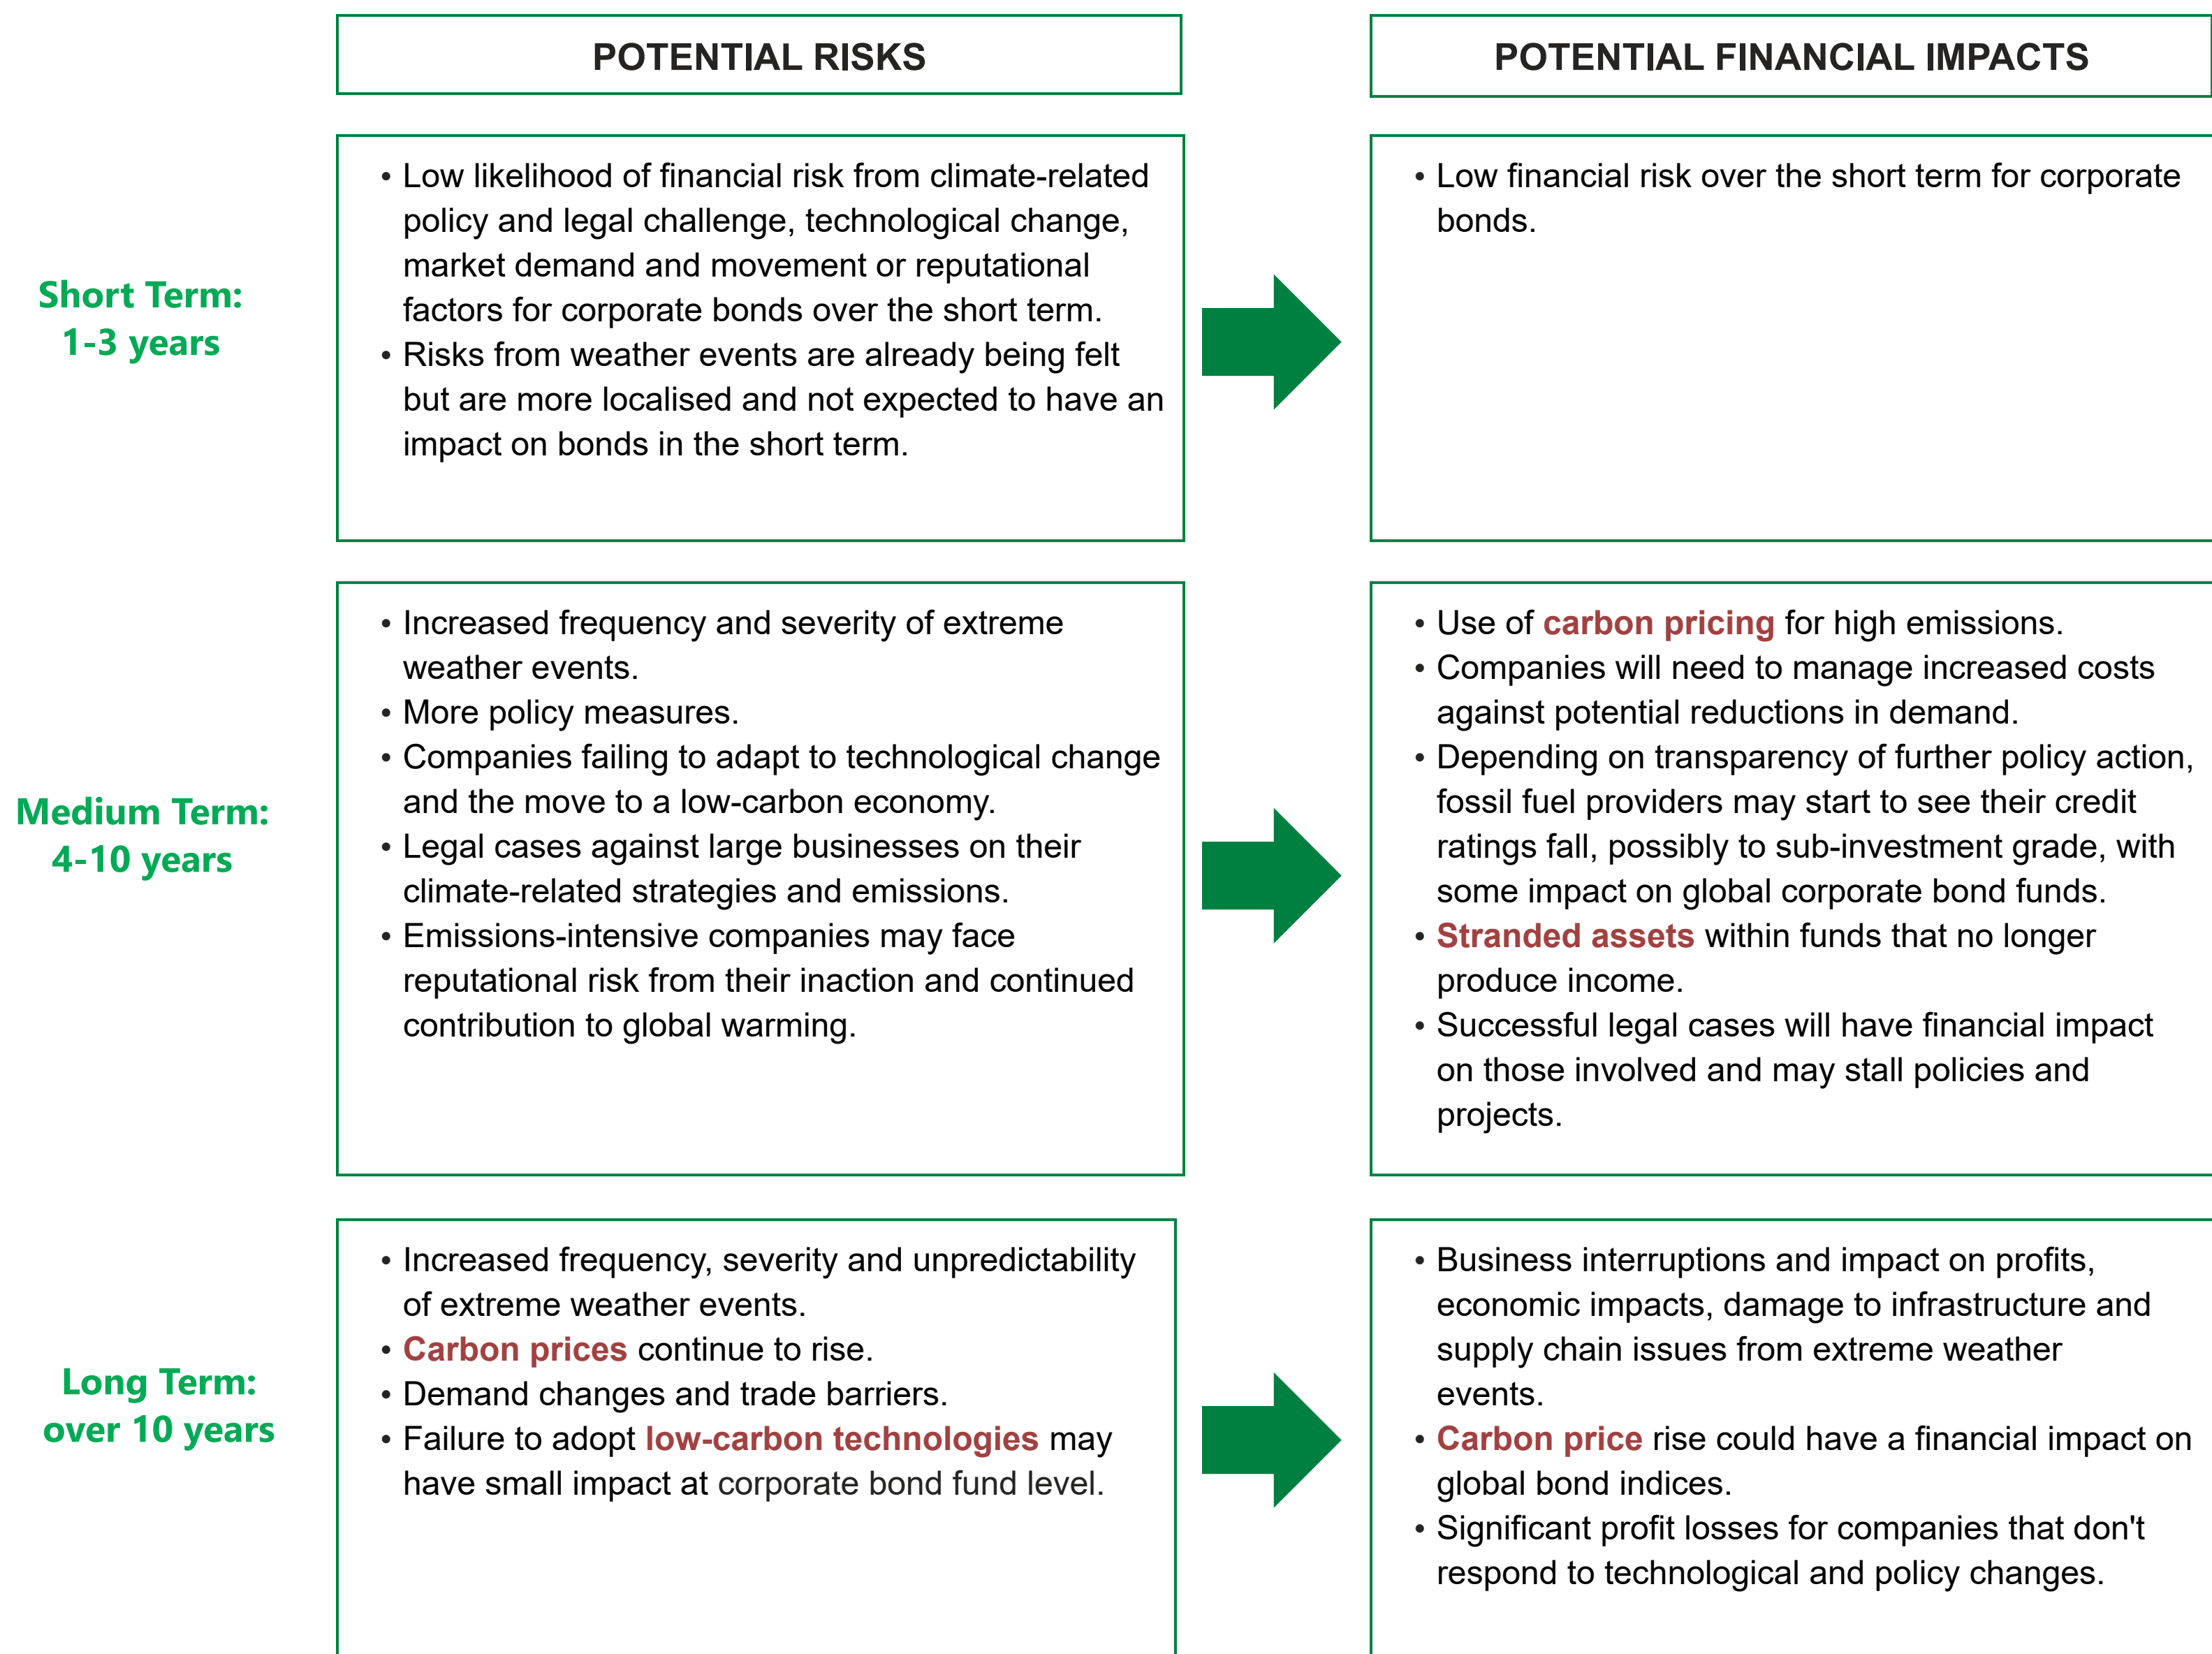 POTENTIAL RISKS
POTENTIAL FINANCIAL IMPACTS
Short Term:
1-3 years
• Low likelihood of financial risk from climate-related
policy and legal challenge, technological change,
market demand and movement or reputational
factors for corporate bonds over the short term.
• Risks from weather events are already being felt
but are more localised and not expected to have an
impact on bonds in the short term.
• Low financial risk over the short term for corporate
bonds.
Medium Term:
4-10 years
• Increased frequency and severity of extreme
weather events.
• More policy measures.
• Companies failing to adapt to technological change
and the move to a low-carbon economy.
• Legal cases against large businesses on their
climate-related strategies and emissions.
• Emissions-intensive companies may face
reputational risk from their inaction and continued
contribution to global warming.
• Use of carbon pricing for high emissions.
• Companies will need to manage increased costs
against potential reductions in demand.
• Depending on transparency of further policy action,
fossil fuel providers may start to see their credit
ratings fall, possibly to sub-investment grade, with
some impact on global corporate bond funds.
• Stranded assets within funds that no longer
produce income.
• Successful legal cases will have financial impact
on those involved and may stall policies and
projects.
Long Term:
over 10 years
• Increased frequency, severity and unpredictability
of extreme weather events.
• Carbon prices continue to rise.
• Demand changes and trade barriers.
• Failure to adopt low-carbon technologies may
have small impact at corporate bond fund level.
• Business interruptions and impact on profits,
economic impacts, damage to infrastructure and
supply chain issues from extreme weather
events.
• Carbon price rise could have a financial impact on
global bond indices.
• Significant profit losses for companies that don't
respond to technological and policy changes.